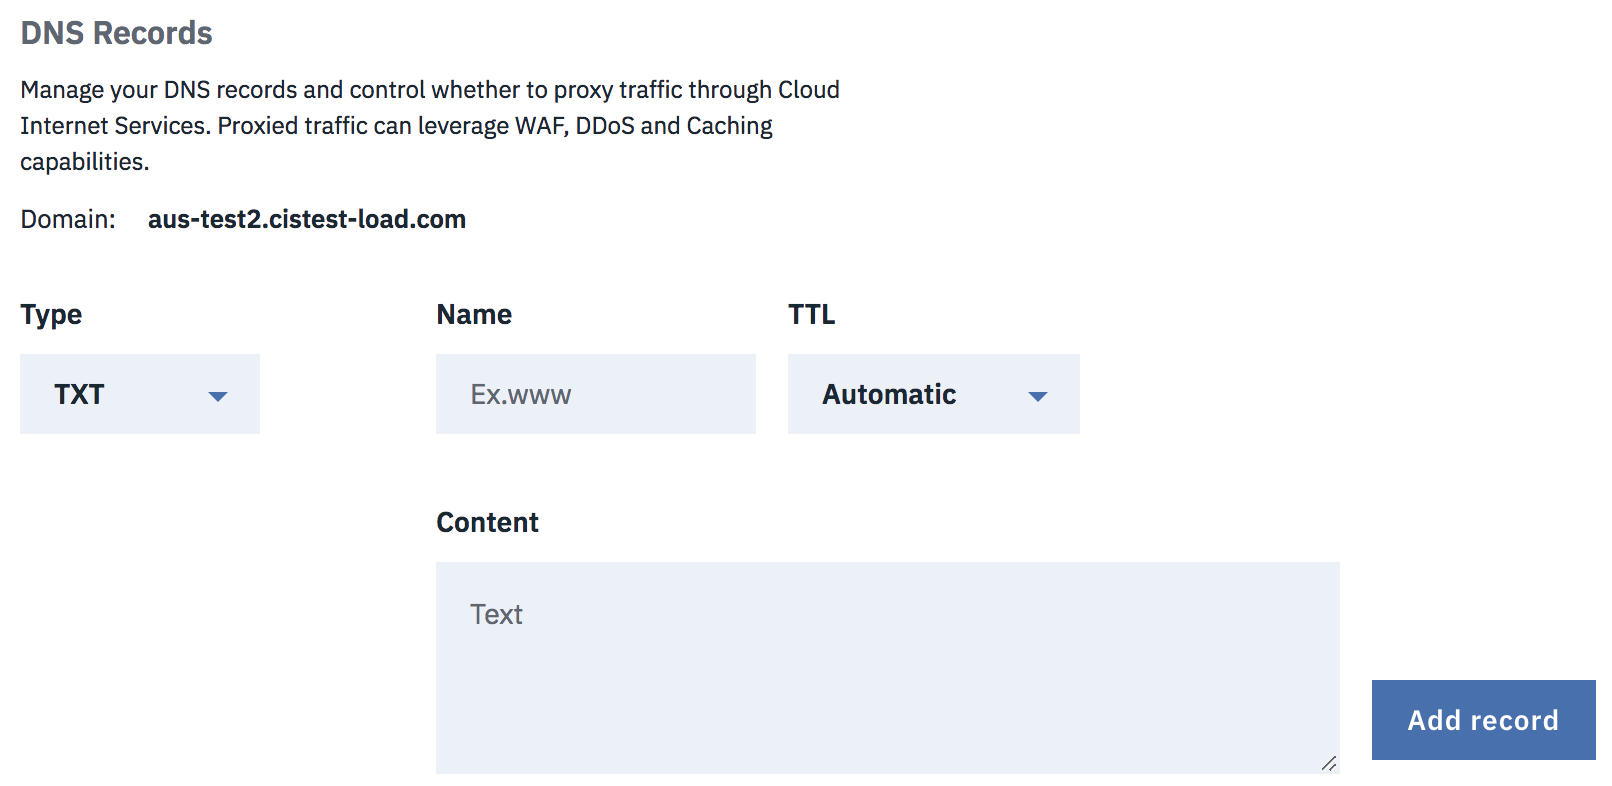 DNS Records
Manage your DNS records and control whether to proxy traffic through Cloud
Internet Services. Proxied traffic can leverage WAF, DDoS and Caching
capabilities.
Domain: aus-test2.cistest-load.com
Type Name TTL
TXT Ex.www Automatic
Content
Text
Add record